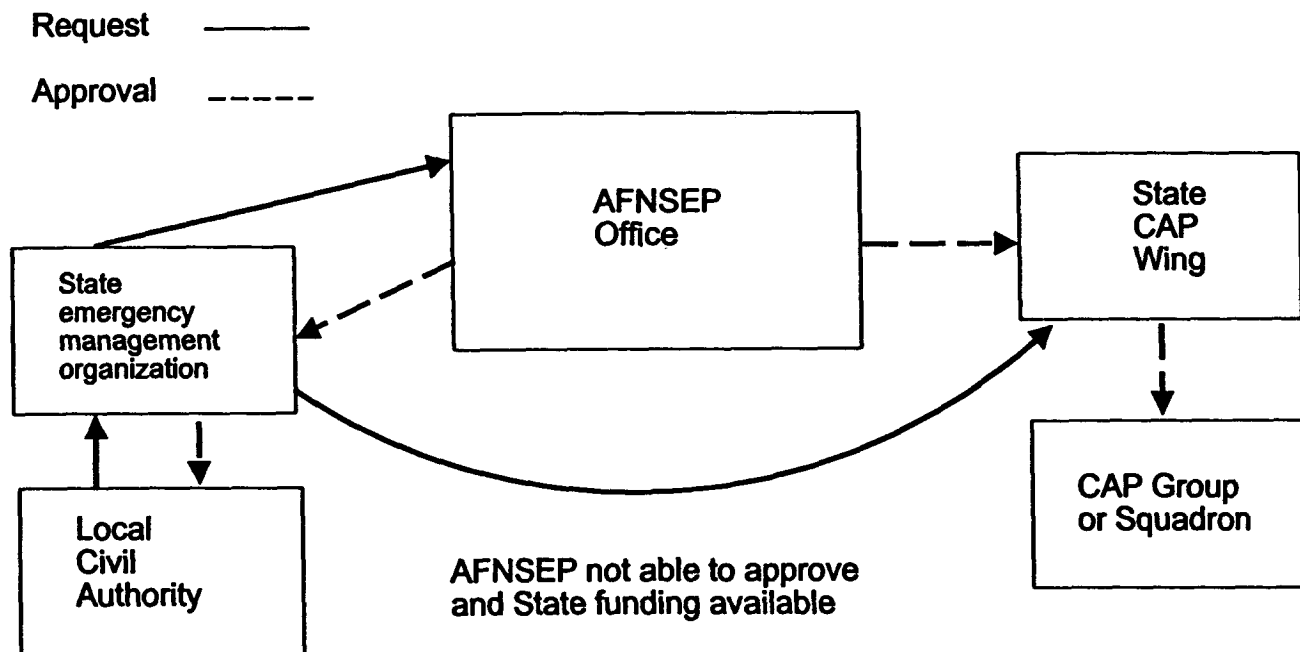 Request
Approval
AFNSEP
Office
State
CAP
Wing
State
emergency
management
organization
CAP Group
or Squadron
Local
Civil
Authority
AFNSEP not able to approve
and State funding available